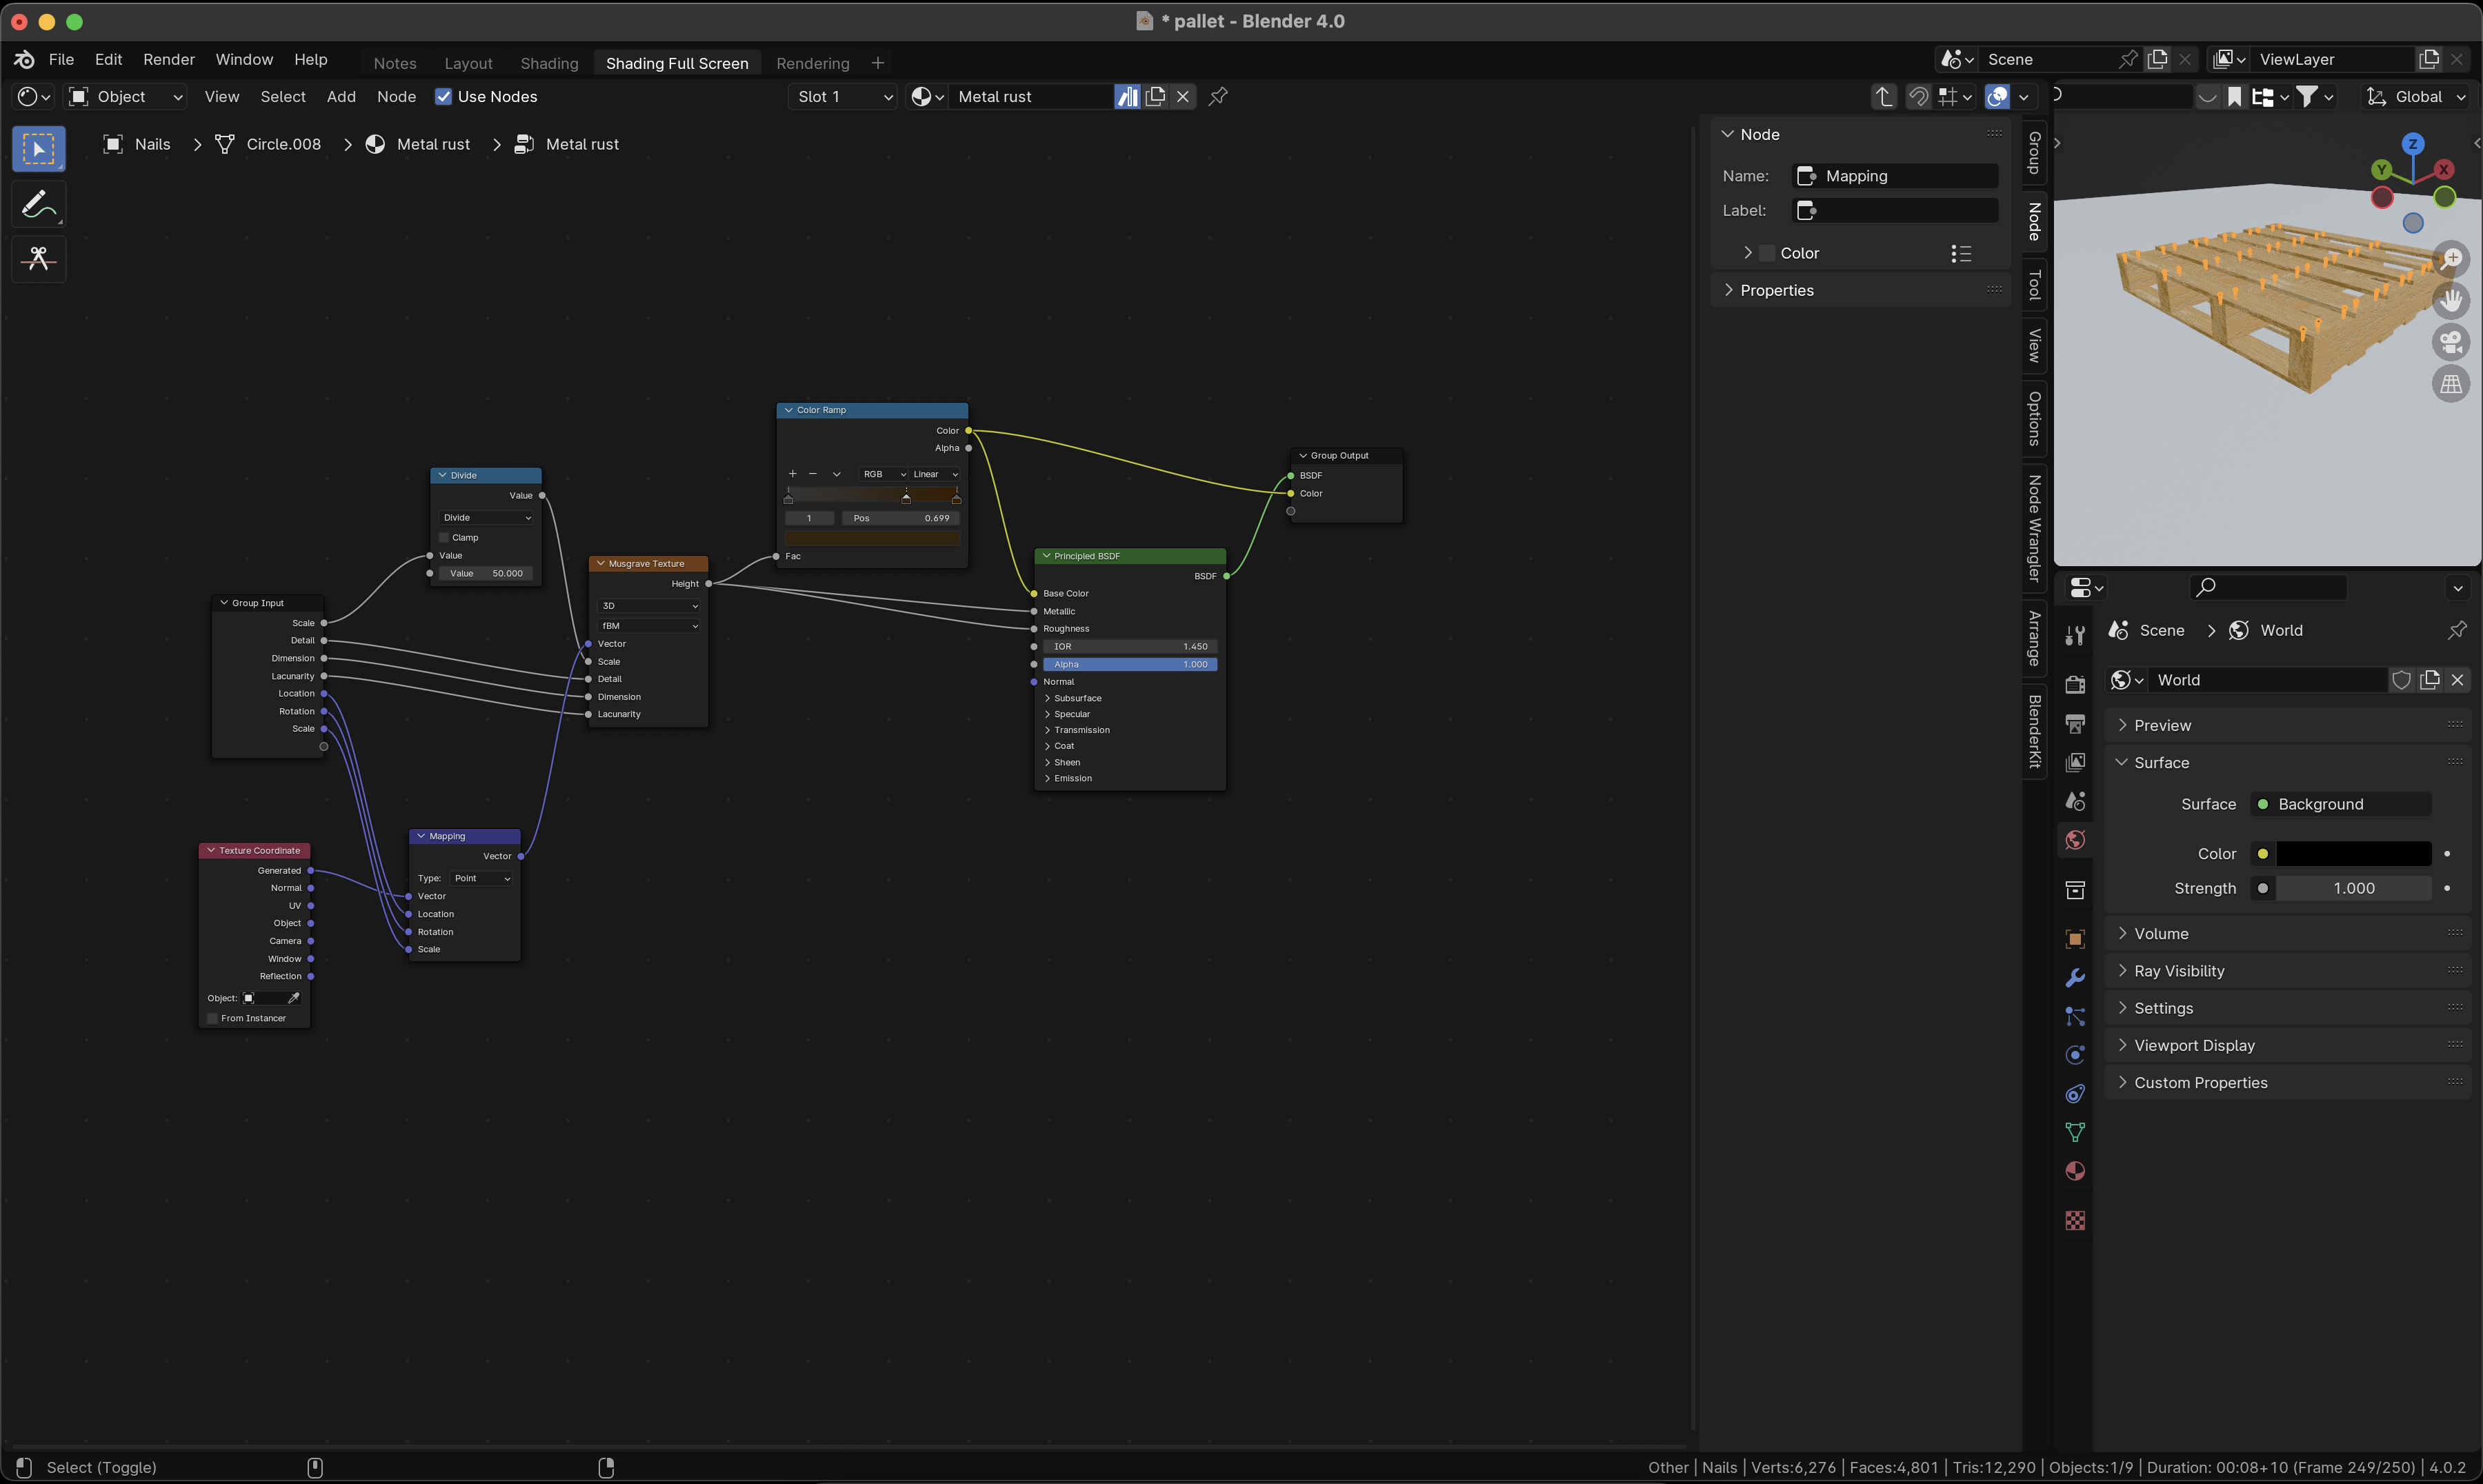 * pallet - Blender 4.0
File Edit Render Window Help Notes Layout Shading Shading Full Screen Rendering + Scene ViewLayer
Object View Select Add Node Use Nodes Slot 1 Metal rust Global
Nails > Circle.008 > Metal rust > Metal rust
Color Ramp
Color
Alpha
RGB Linear
1 Pos 0.699
Fac
Group Output
BSDF
Color
Divide
Value
Divide
Clamp
Value
Value 50.000
Musgrave Texture
Height
3D
fBM
Vector
Scale
Detail
Dimension
Lacunarity
Principled BSDF
BSDF
Base Color
Metallic
Roughness
IOR 1.450
Alpha 1.000
Normal
Subsurface
Specular
Transmission
Coat
Sheen
Emission
Group Input
Scale
Detail
Dimension
Lacunarity
Location
Rotation
Scale
Texture Coordinate
Generated
Normal
UV
Object
Camera
Window
Reflection
Object:
From Instancer
Mapping
Vector
Type: Point
Vector
Location
Rotation
Scale
Node
Name: Mapping
Label:
Color
Properties
Group
Node
Tool
View
Options
Node Wrangler
Arrange
BlenderKit
Z
Y
X
Scene > World
World
Preview
Surface
Surface Background
Color
Strength 1.000
Volume
Ray Visibility
Settings
Viewport Display
Custom Properties
Select (Toggle)
Other | Nails | Verts:6,276 | Faces:4,801 | Tris:12,290 | Objects:1/9 | Duration: 00:08+10 (Frame 249/250) | 4.0.2